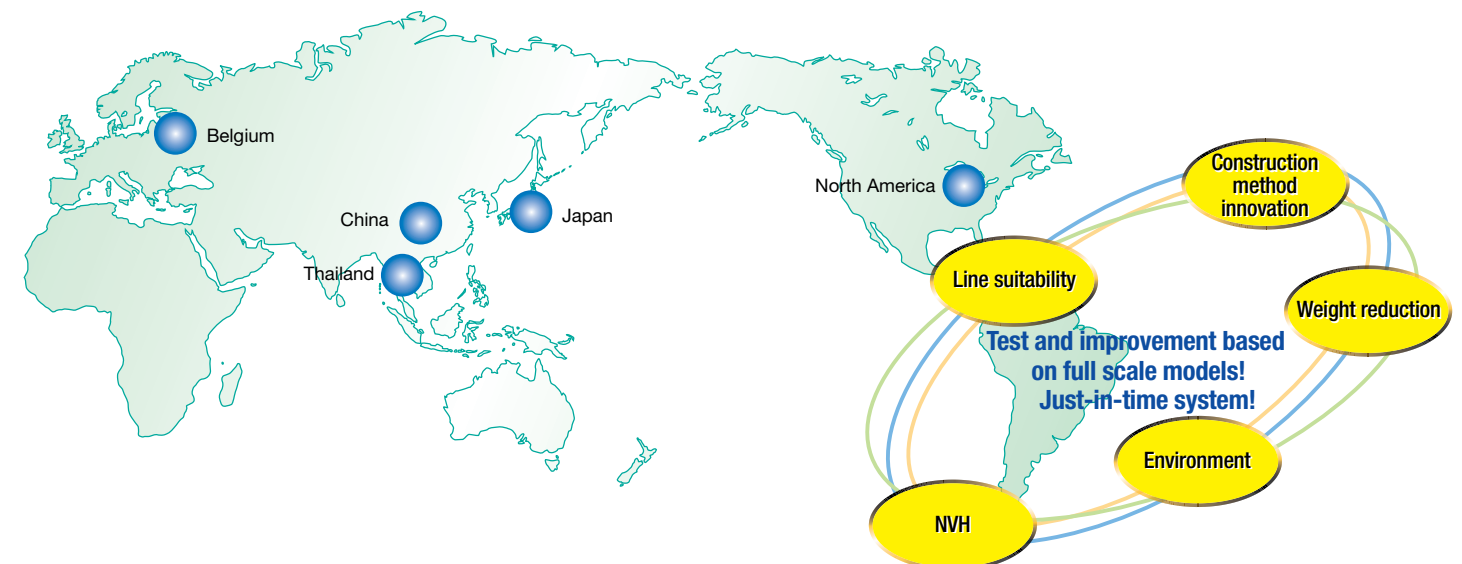 Belgium
China
Japan
Thailand
North America
Construction
method
innovation
Line suitability
Weight reduction
Test and improvement based
on full scale models!
Just-in-time system!
Environment
NVH